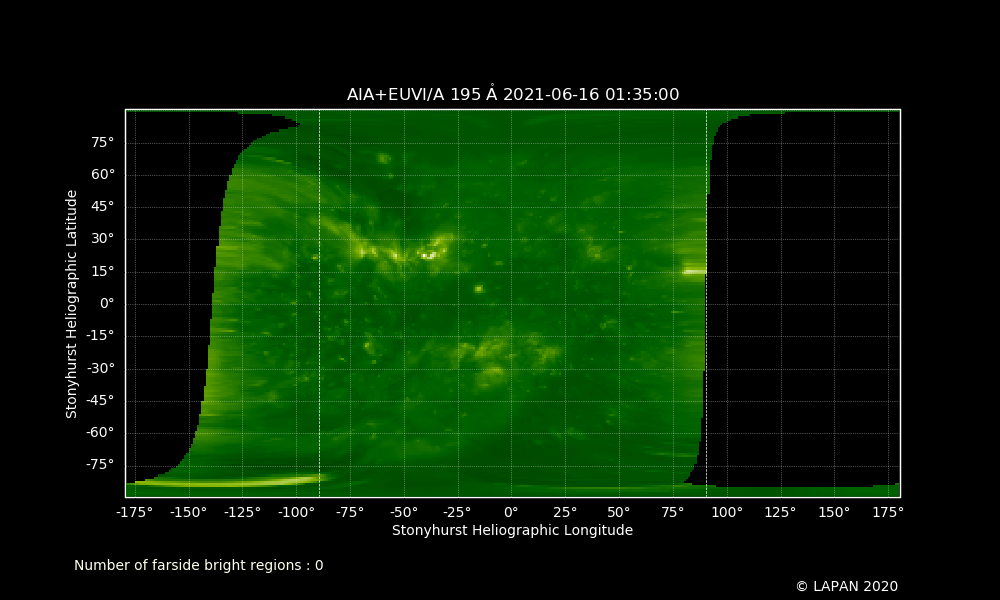 AIA+EUVI/A 195 Å 2021-06-16 01:35:00
75°
60°
45°
30°
15°
0°
-15°
-30°
-45°
-60°
-75°
Stonyhurst Heliographic Latitude
-175° -150° -125° -100° -75° -50° -25° 0° 25° 50° 75° 100° 125° 150° 175°
Stonyhurst Heliographic Longitude
Number of farside bright regions : 0
© LAPAN 2020